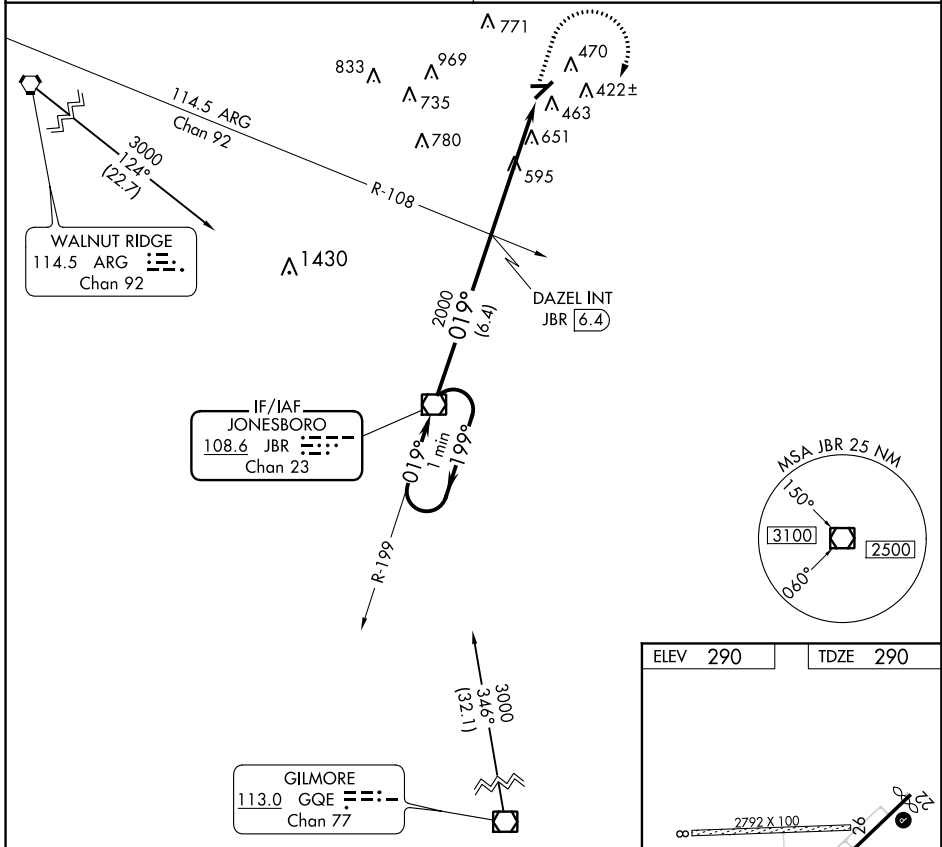 771
470
833
969
422±
735
463
114.5 ARG
Chan 92
780
651
3000
124°
(22.7)
595
R-108
WALNUT RIDGE
114.5 ARG
Chan 92
1430
DAZEL INT
JBR 6.4
2000
019°
(6.4)
IF/IAF
JONESBORO
108.6 JBR
Chan 23
019°
1 min
199°
MSA JBR 25 NM
150°
3100
2500
060°
R-199
ELEV 290
TDZE 290
3000
346°
(32.1)
GILMORE
113.0 GQE
Chan 77
2792 X 100
26
22
P